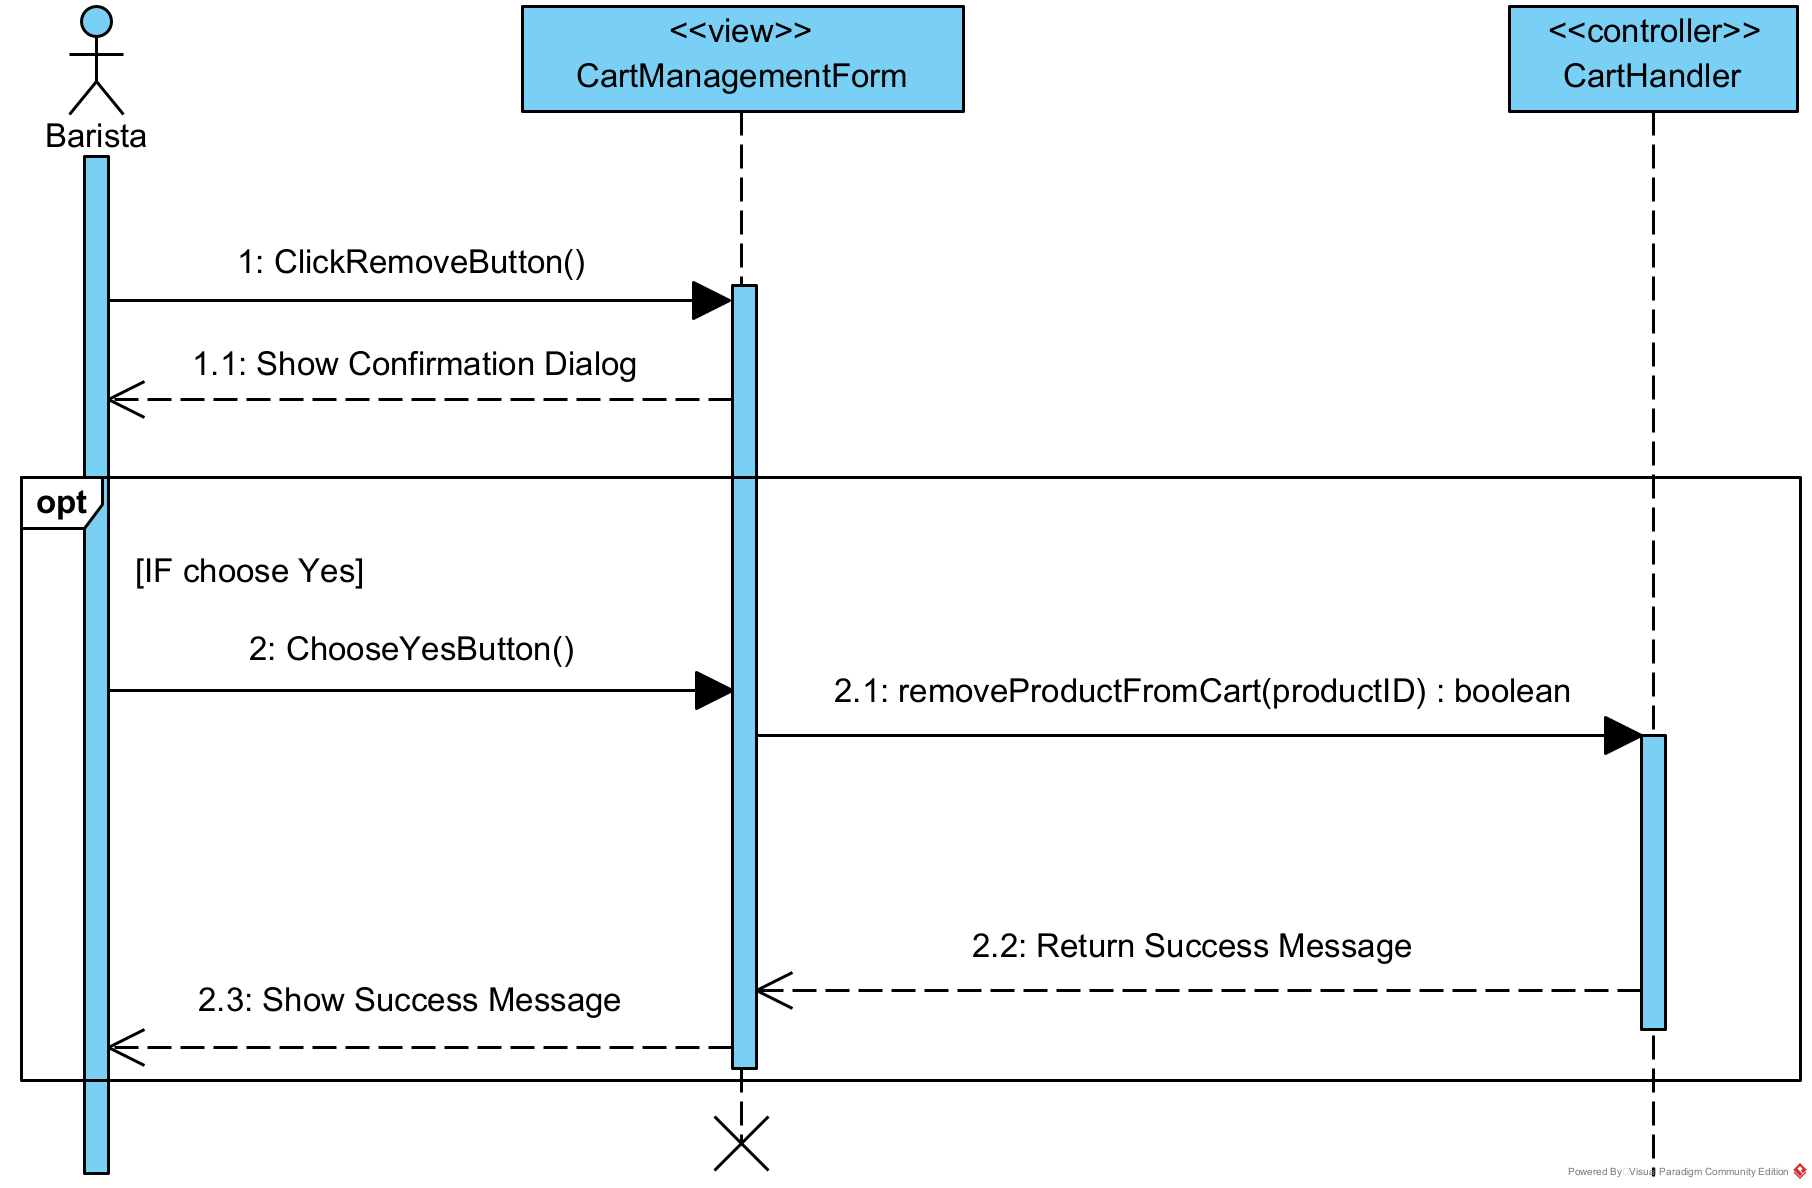 <<view>>
CartManagementForm
<<controller>>
CartHandler
Barista
1: ClickRemoveButton()
1.1: Show Confirmation Dialog
opt
[IF choose Yes]
2: ChooseYesButton()
2.1: removeProductFromCart(productID) : boolean
2.2: Return Success Message
2.3: Show Success Message
Powered By Visual Paradigm Community Edition